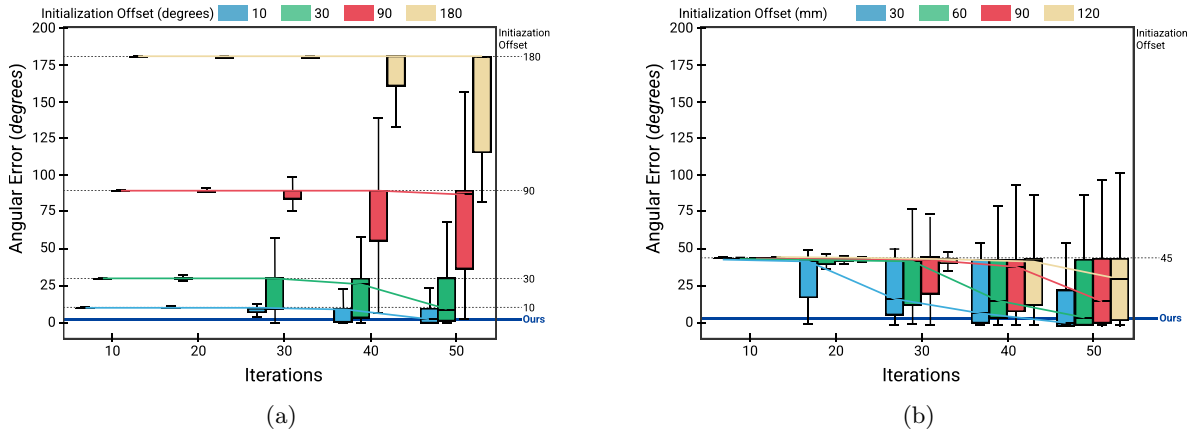 Initialization Offset (degrees) 10 30 90 180
200
175
150
125
100
75
50
25
0
Angular Error (degrees)
Initiazation
Offset
180
90
30
10
Ours
10 20 30 40 50
Iterations
(a)
Initialization Offset (mm) 30 60 90 120
200
175
150
125
100
75
50
25
0
Angular Error (degrees)
Initiazation
Offset
45
Ours
10 20 30 40 50
Iterations
(b)